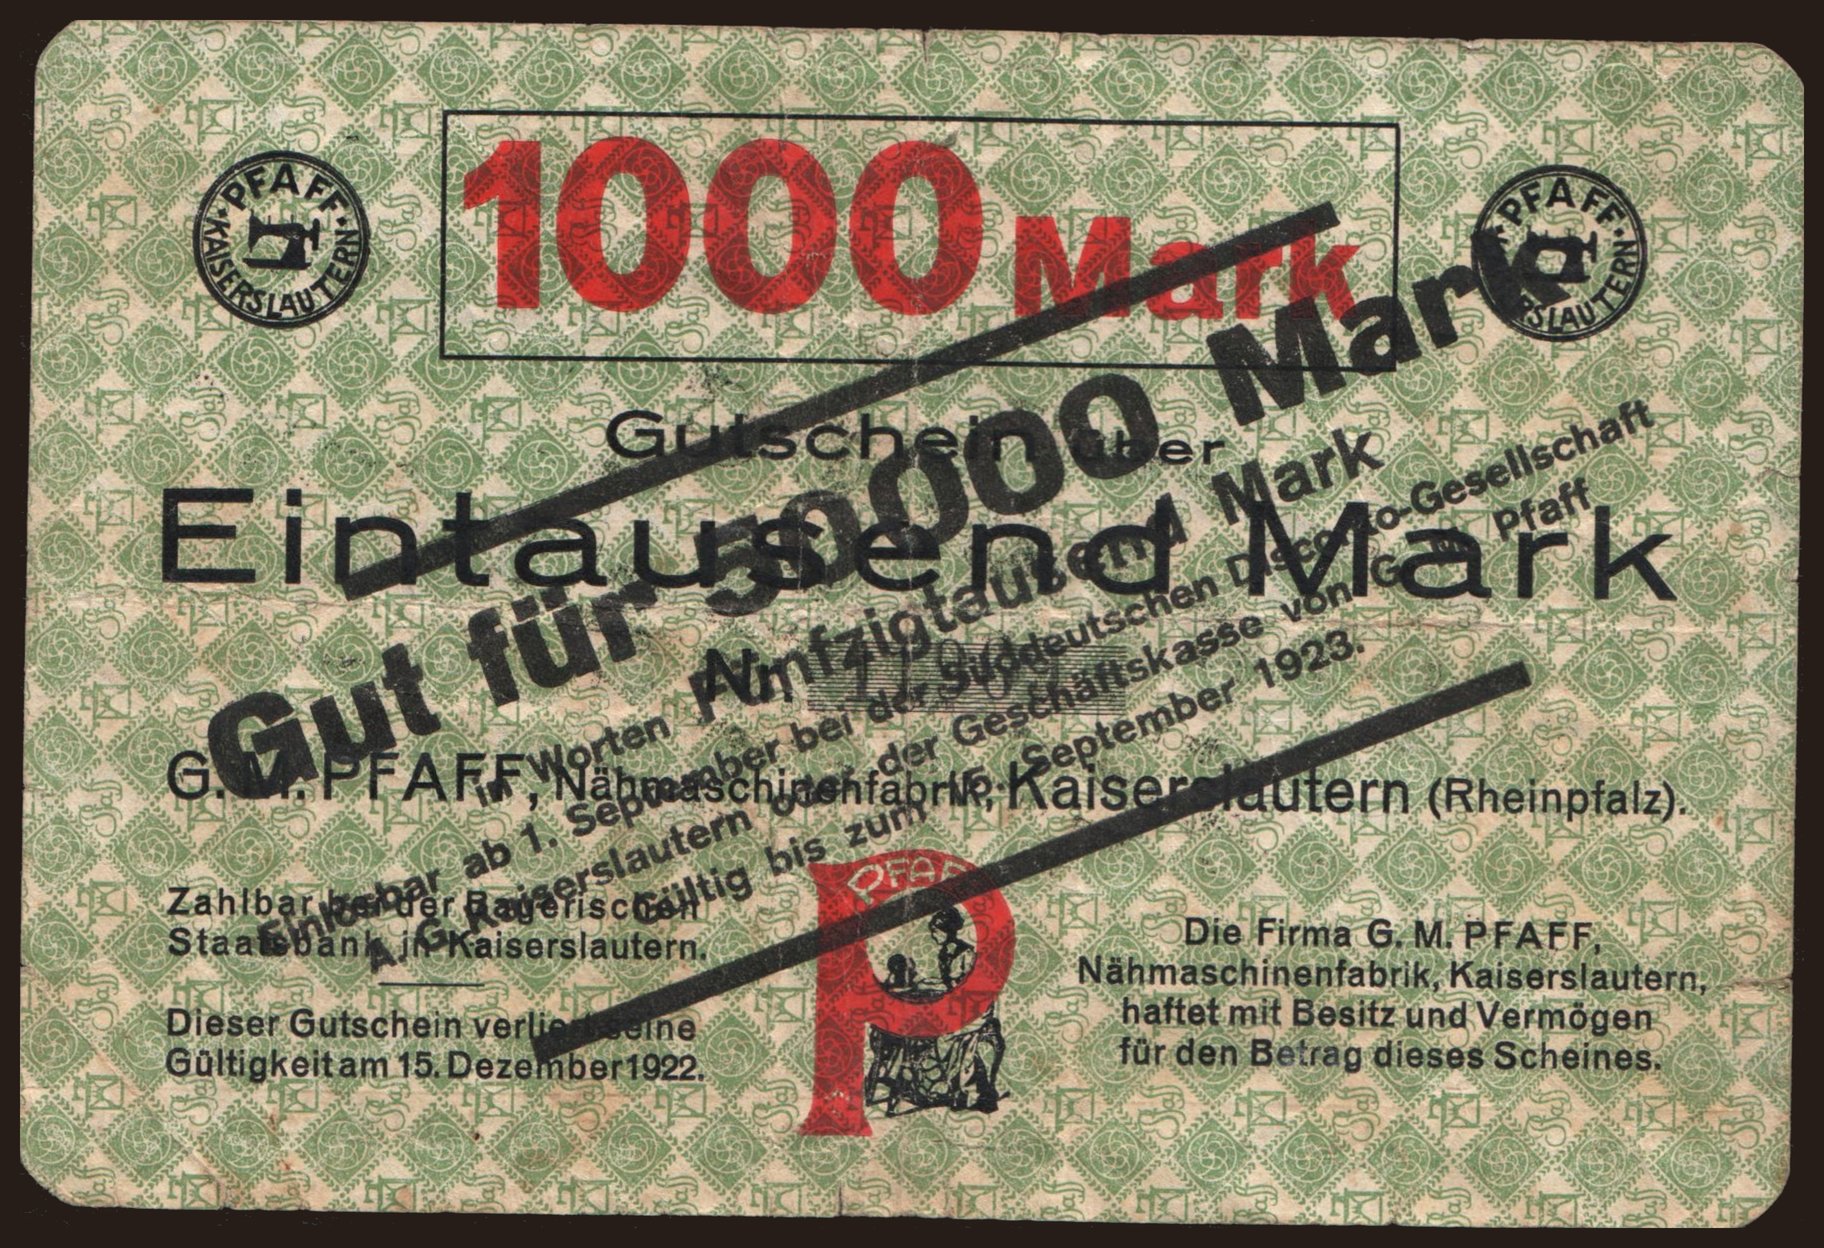 PFAFF
KAISERSLAUTERN
1000 Mark
PFAFF
KAISERSLAUTERN
Gutschein über
Eintausend Mark
Nr.
G. M. PFAFF, Nähmaschinenfabrik, Kaiserslautern (Rheinpfalz).
Zahlbar bei der Bayerischen
Staatsbank in Kaiserslautern.
Dieser Gutschein verliert seine
Gültigkeit am 15. Dezember 1922.
PFAFF
Die Firma G. M. PFAFF,
Nähmaschinenfabrik, Kaiserslautern,
haftet mit Besitz und Vermögen
für den Betrag dieses Scheines.
Gut für 50000 Mark
in Worten Fünfzigtausend Mark
Einlösbar ab 1. September bei der Süddeutschen Disconto-Gesellschaft
A. G. Kaiserslautern oder der Geschäftskasse von G. M. Pfaff
Gültig bis zum 15. September 1923.